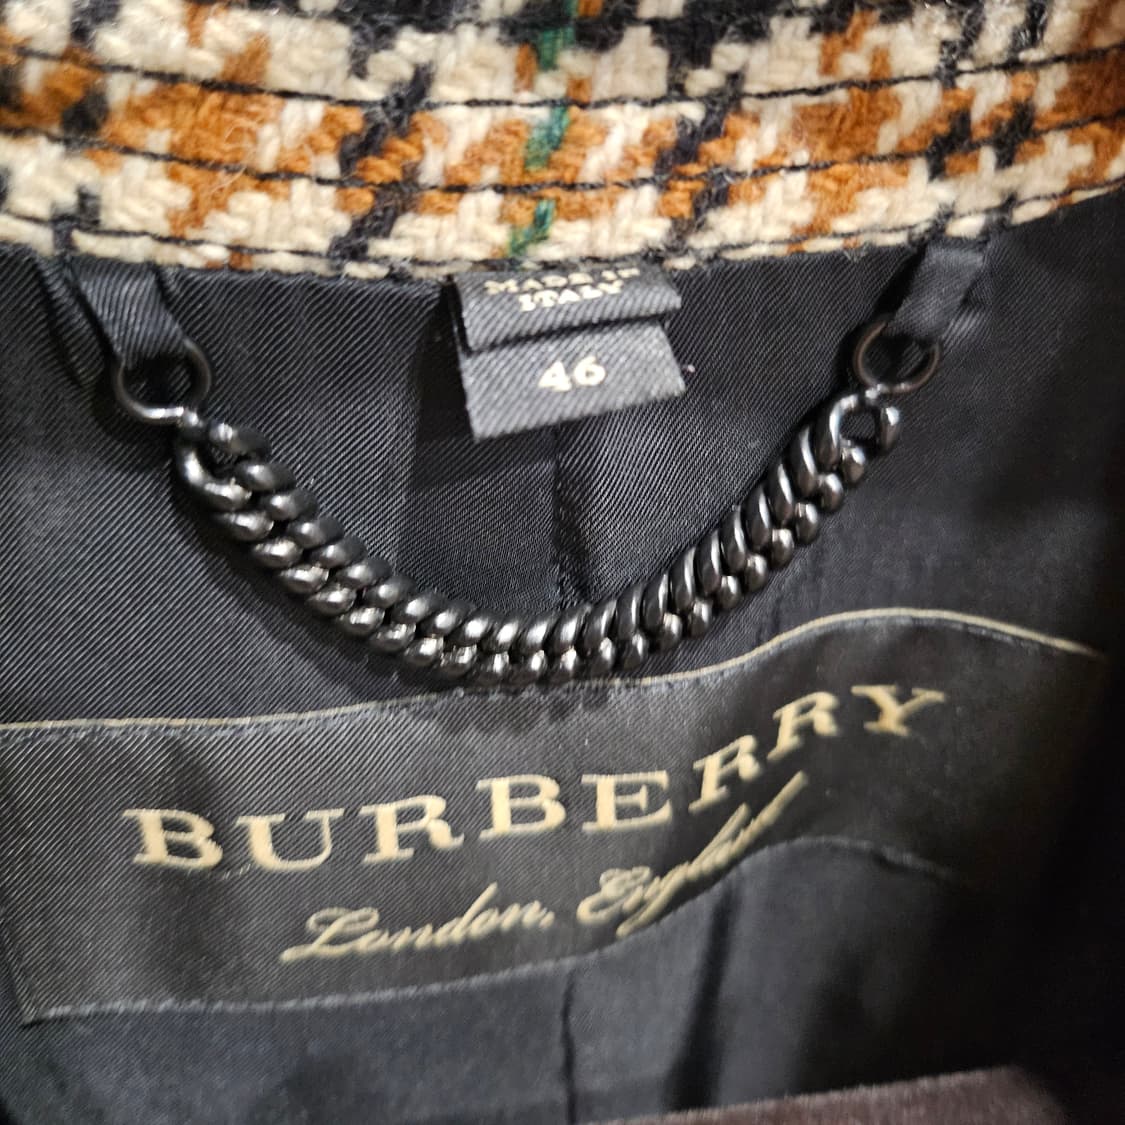 MADE IN
ITALY
46
BURBERRY
London, England